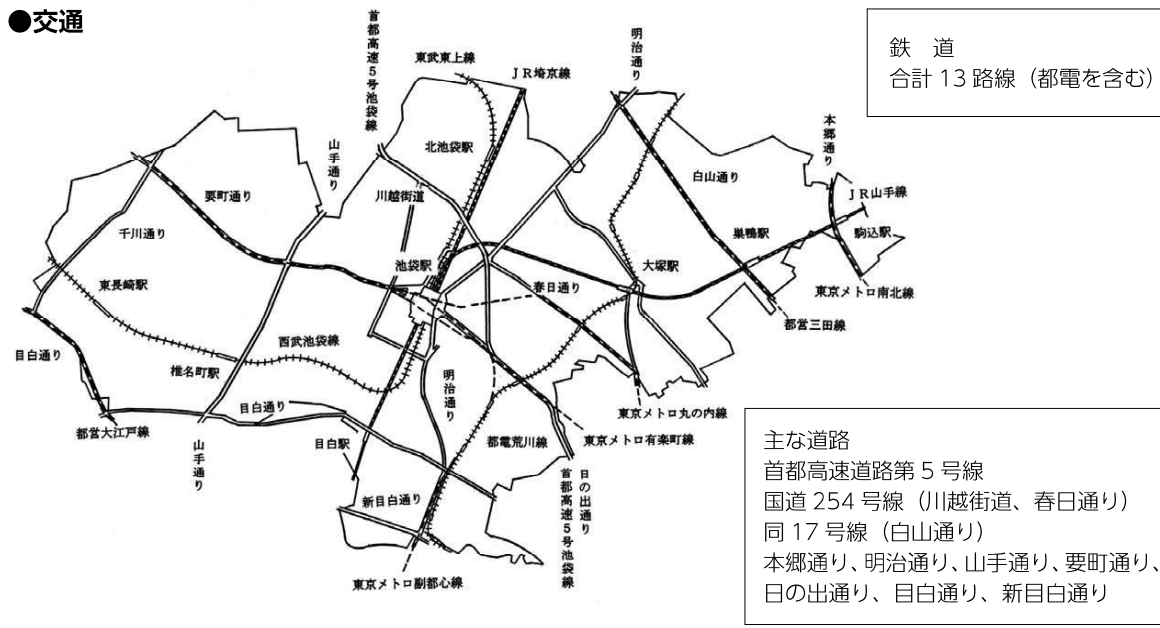 ●交通
首都高速5号池袋線
東武東上線
JR埼京線
明治通り
鉄　道
合計 13 路線（都電を含む）
本郷通り
山手通り
北池袋駅
川越街道
白山通り
JR山手線
要町通り
千川通り
巣鴨駅
駒込駅
池袋駅
大塚駅
東長崎駅
春日通り
東京メトロ南北線
都営三田線
目白通り
西武池袋線
椎名町駅
明治通り
目白通り
東京メトロ丸の内線
都営大江戸線
山手通り
目白駅
都電荒川線
東京メトロ有楽町線
日の出通り
首都高速5号池袋線
新目白通り
東京メトロ副都心線
主な道路
首都高速道路第 5 号線
国道 254 号線（川越街道、春日通り）
同 17 号線（白山通り）
本郷通り、明治通り、山手通り、要町通り、
日の出通り、目白通り、新目白通り